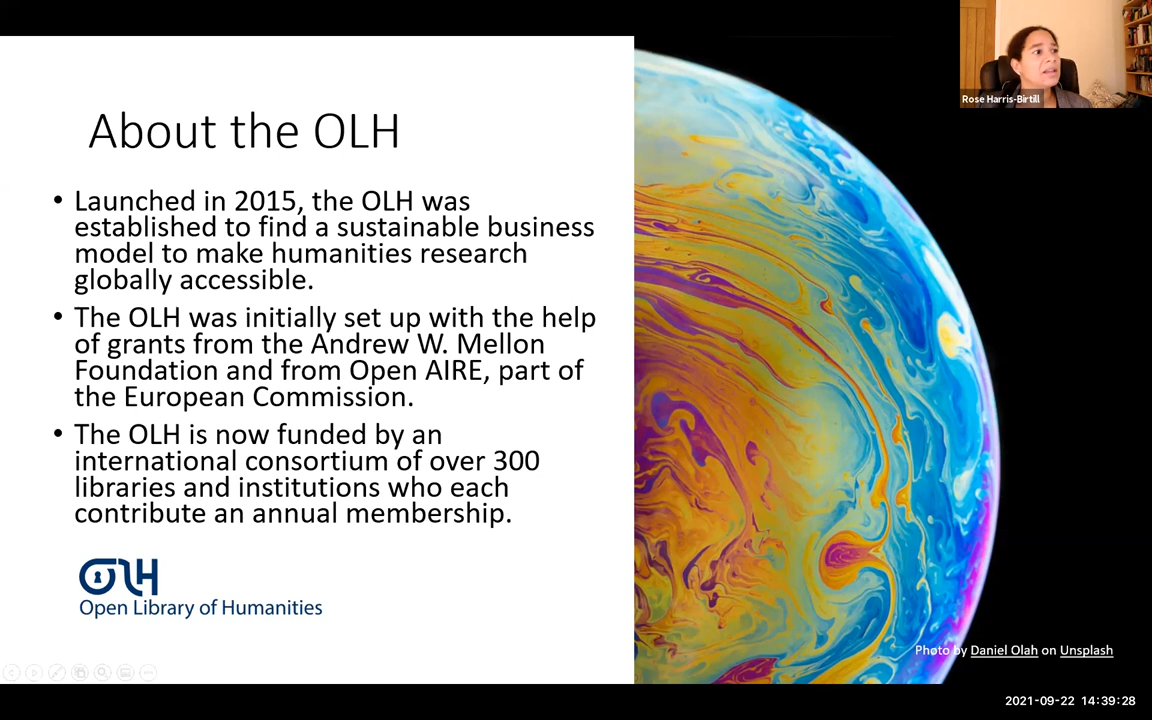 Rose Harris-Birtill
About the OLH
• Launched in 2015, the OLH was
established to find a sustainable business
model to make humanities research
globally accessible.
• The OLH was initially set up with the help
of grants from the Andrew W. Mellon
Foundation and from Open AIRE, part of
the European Commission.
• The OLH is now funded by an
international consortium of over 300
libraries and institutions who each
contribute an annual membership.
OLH
Open Library of Humanities
Photo by Daniel Olah on Unsplash
2021-09-22 14:39:28